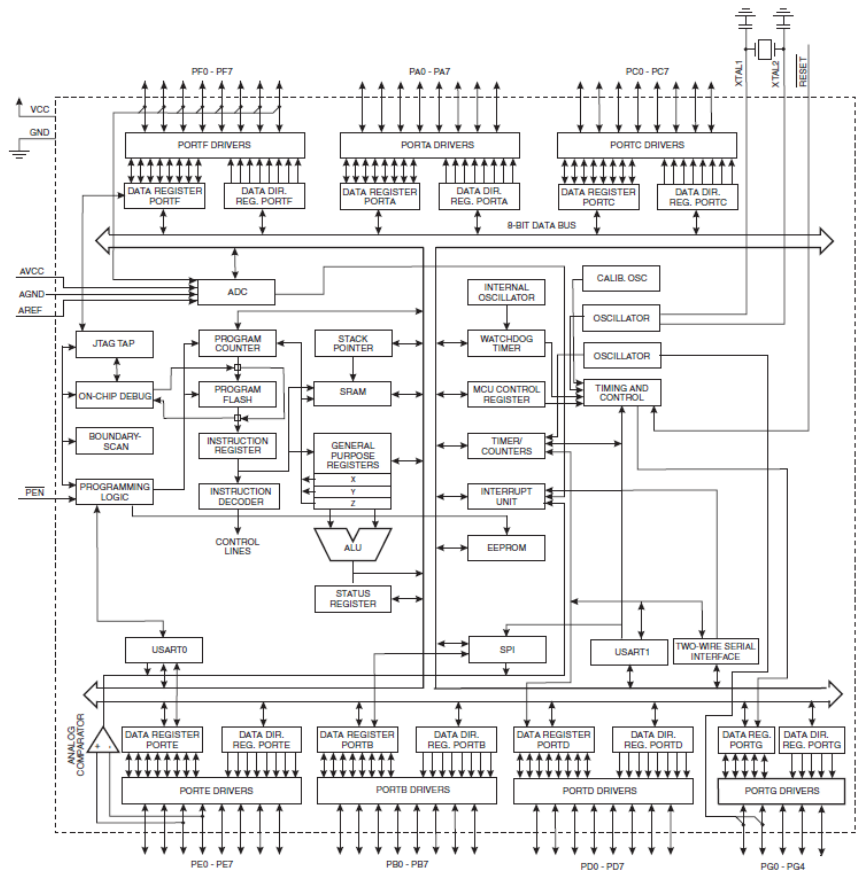 XTAL1
XTAL2
RESET
PF0 - PF7
PA0 - PA7
PC0 - PC7
VCC
GND
PORTF DRIVERS
PORTA DRIVERS
PORTC DRIVERS
DATA REGISTER
PORTF
DATA DIR.
REG. PORTF
DATA REGISTER
PORTA
DATA DIR.
REG. PORTA
DATA REGISTER
PORTC
DATA DIR.
REG. PORTC
8-BIT DATA BUS
AVCC
AGND
AREF
ADC
INTERNAL
OSCILLATOR
CALIB. OSC
OSCILLATOR
JTAG TAP
PROGRAM
COUNTER
STACK
POINTER
WATCHDOG
TIMER
OSCILLATOR
ON-CHIP DEBUG
PROGRAM
FLASH
SRAM
MCU CONTROL
REGISTER
TIMING AND
CONTROL
BOUNDARY-
SCAN
INSTRUCTION
REGISTER
GENERAL
PURPOSE
REGISTERS
TIMER/
COUNTERS
X
Y
Z
PEN
PROGRAMMING
LOGIC
INSTRUCTION
DECODER
INTERRUPT
UNIT
CONTROL
LINES
ALU
EEPROM
STATUS
REGISTER
USART0
SPI
USART1
TWO-WIRE SERIAL
INTERFACE
ANALOG
COMPARATOR
+ -
DATA REGISTER
PORTE
DATA DIR.
REG. PORTE
DATA REGISTER
PORTB
DATA DIR.
REG. PORTB
DATA REGISTER
PORTD
DATA DIR.
REG. PORTD
DATA REG.
PORTG
DATA DIR.
REG. PORTG
PORTE DRIVERS
PORTB DRIVERS
PORTD DRIVERS
PORTG DRIVERS
PE0 - PE7
PB0 - PB7
PD0 - PD7
PG0 - PG4